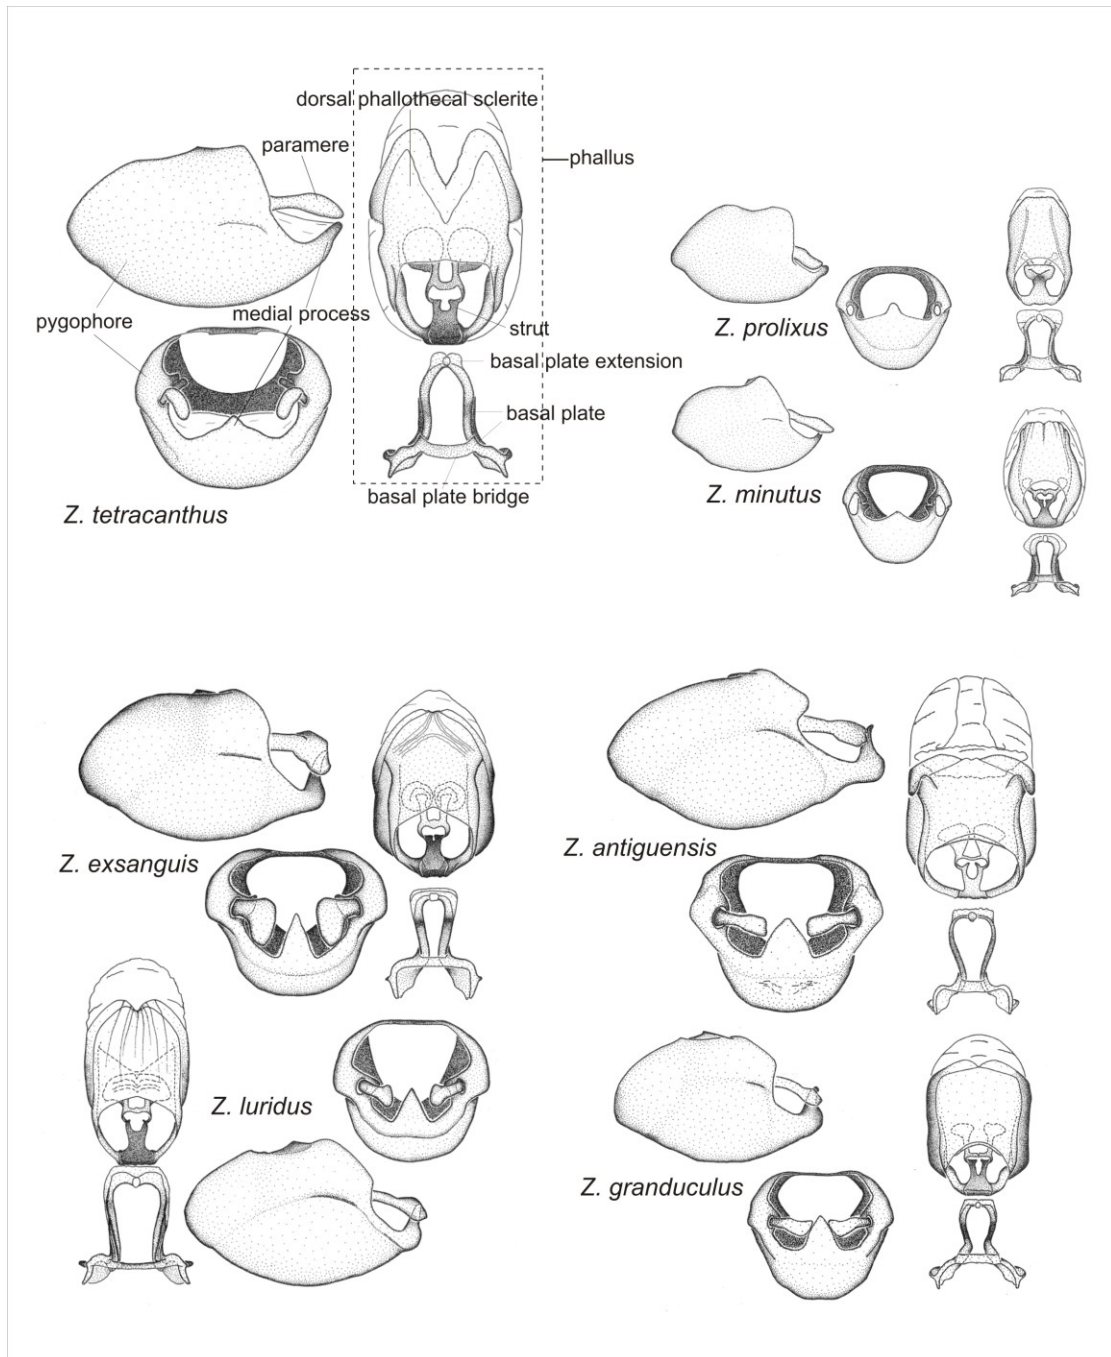 dorsal phallothecal sclerite
paramere
phallus
pygophore
medial process
strut
basal plate extension
basal plate
basal plate bridge
Z. tetracanthus
Z. prolixus
Z. minutus
Z. exsanguis
Z. antiguensis
Z. luridus
Z. granduculus